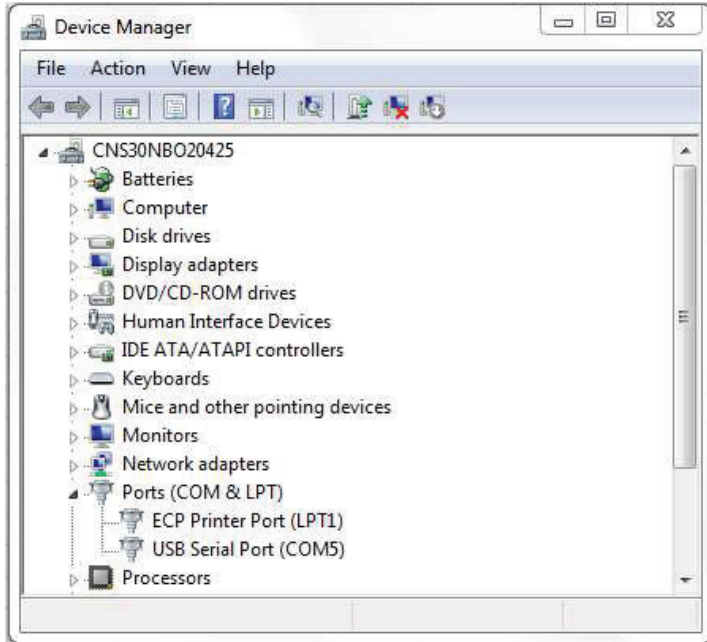 Device Manager
File Action View Help
CNS30NBO20425
Batteries
Computer
Disk drives
Display adapters
DVD/CD-ROM drives
Human Interface Devices
IDE ATA/ATAPI controllers
Keyboards
Mice and other pointing devices
Monitors
Network adapters
Ports (COM & LPT)
ECP Printer Port (LPT1)
USB Serial Port (COM5)
Processors